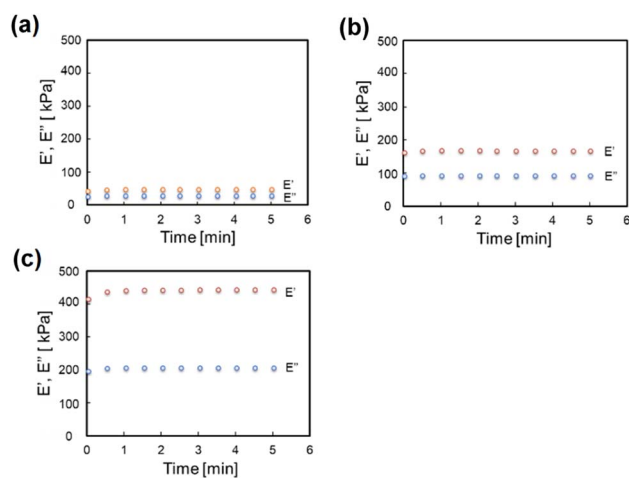 (a)
500
400
300
200
100
0
E', E" [ kPa]
E'
E"
0 1 2 3 4 5 6
Time [min]
(b)
500
400
300
200
100
0
E', E" [ kPa]
E'
E"
0 1 2 3 4 5 6
Time [min]
(c)
500
400
300
200
100
0
E', E" [ kPa]
E'
E"
0 1 2 3 4 5 6
Time [min]